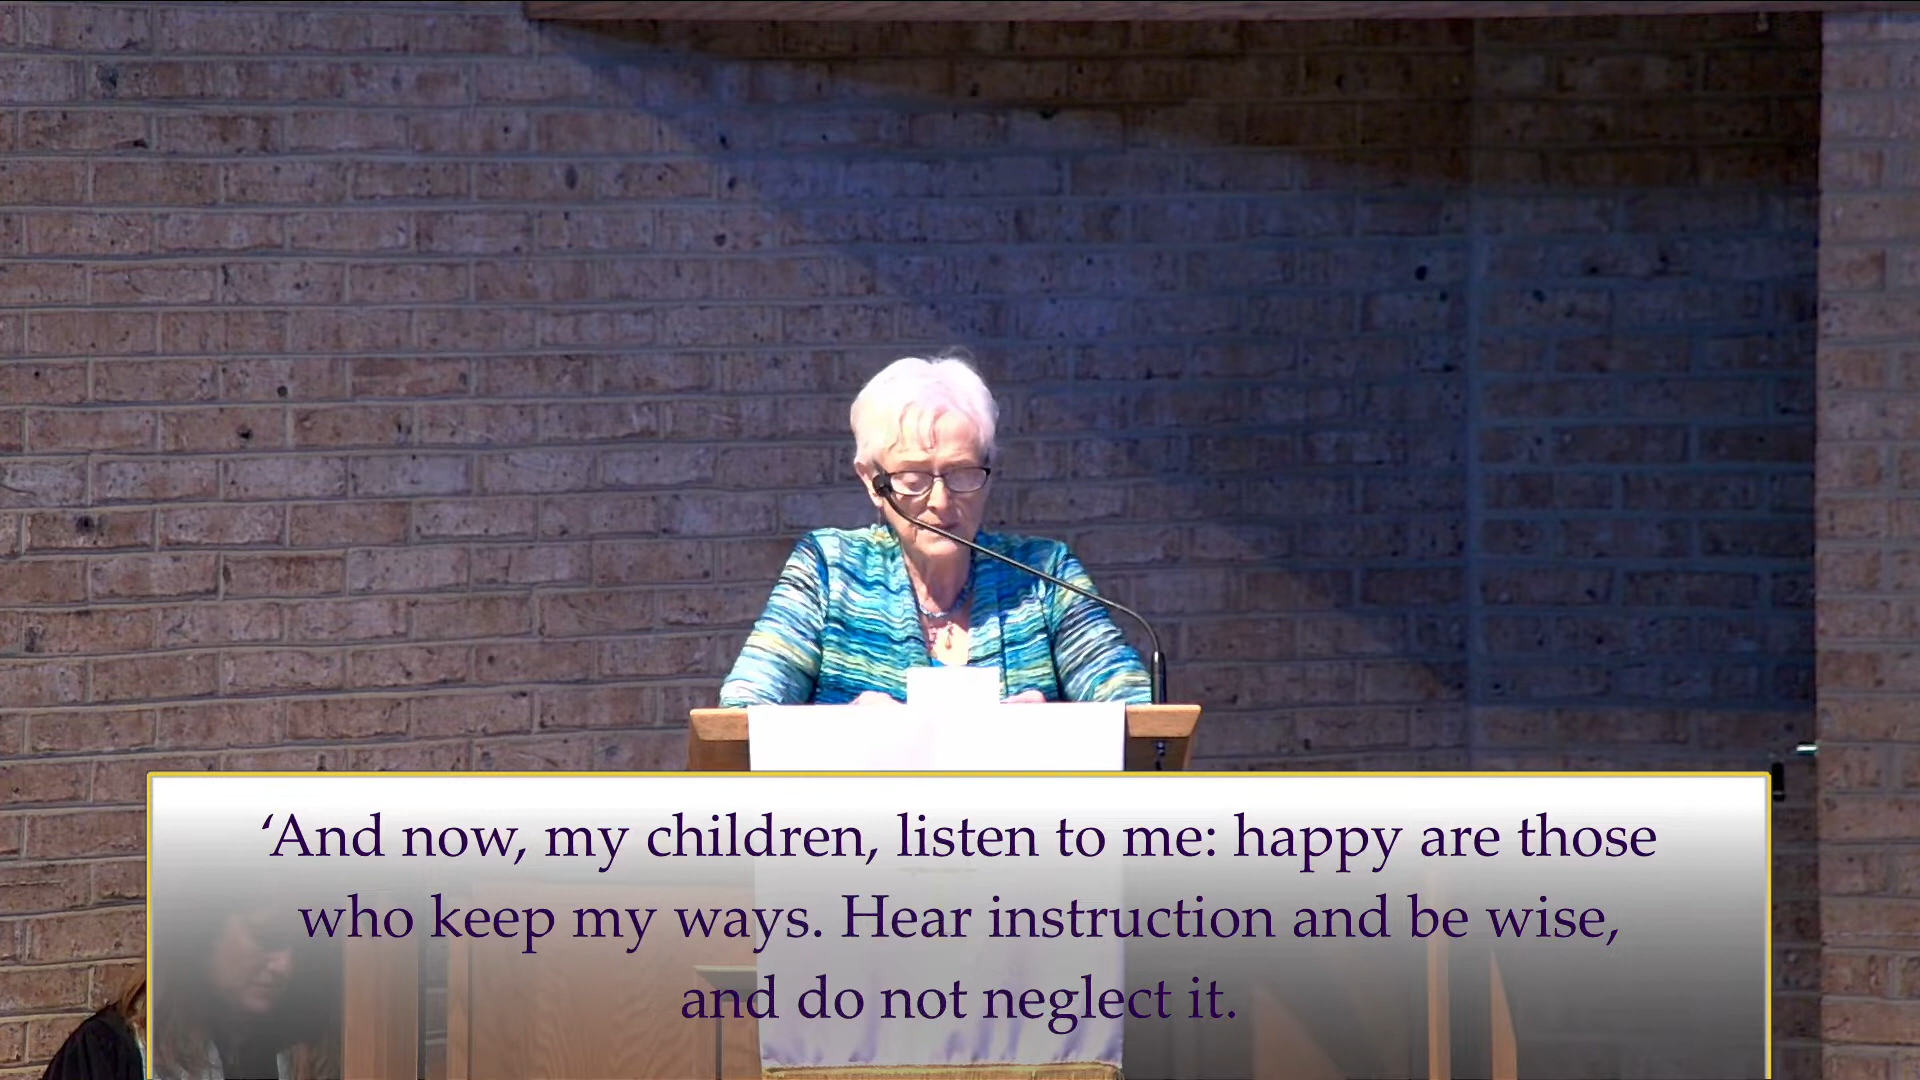 ‘And now, my children, listen to me: happy are those
who keep my ways. Hear instruction and be wise,
and do not neglect it.